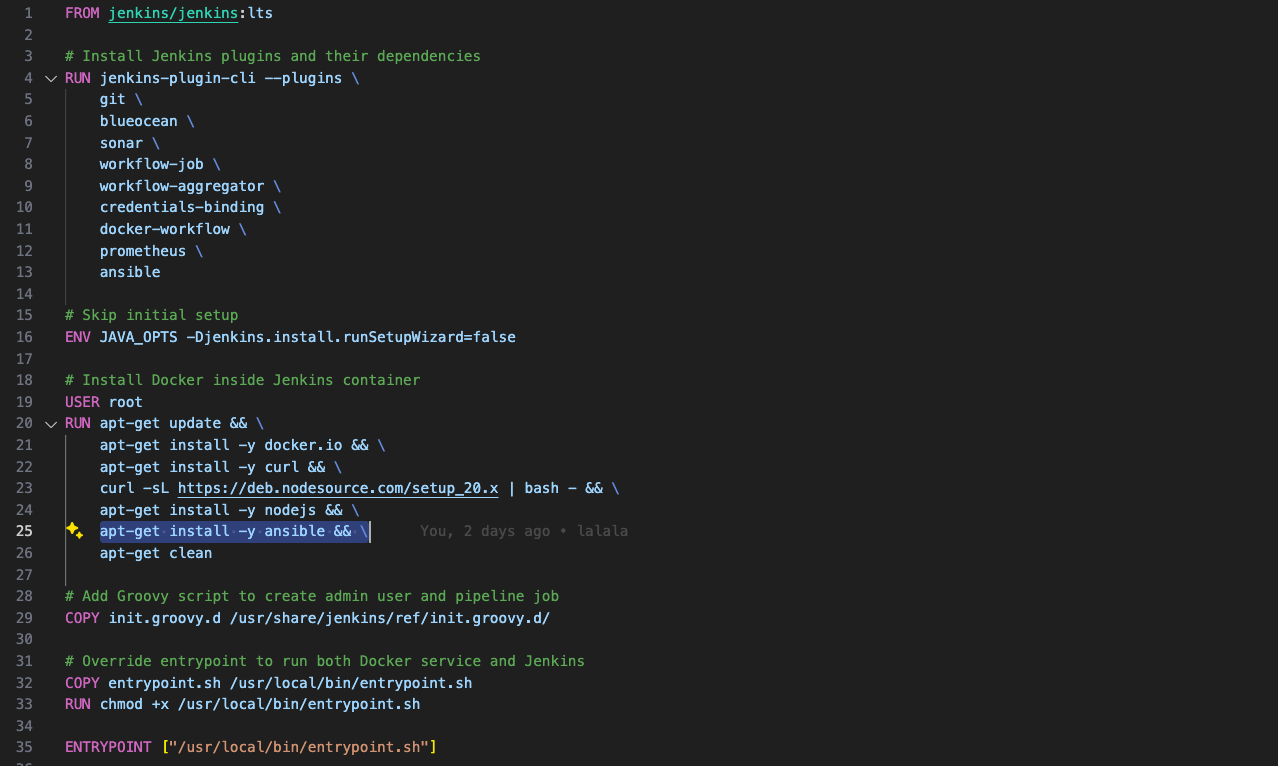 1 FROM jenkins/jenkins:lts
2
3 # Install Jenkins plugins and their dependencies
4 RUN jenkins-plugin-cli --plugins \
5 git \
6 blueocean \
7 sonar \
8 workflow-job \
9 workflow-aggregator \
10 credentials-binding \
11 docker-workflow \
12 prometheus \
13 ansible
14
15 # Skip initial setup
16 ENV JAVA_OPTS -Djenkins.install.runSetupWizard=false
17
18 # Install Docker inside Jenkins container
19 USER root
20 RUN apt-get update && \
21 apt-get install -y docker.io && \
22 apt-get install -y curl && \
23 curl -sL https://deb.nodesource.com/setup_20.x | bash - && \
24 apt-get install -y nodejs && \
25 apt-get install -y ansible && \ You, 2 days ago • lalala
26 apt-get clean
27
28 # Add Groovy script to create admin user and pipeline job
29 COPY init.groovy.d /usr/share/jenkins/ref/init.groovy.d/
30
31 # Override entrypoint to run both Docker service and Jenkins
32 COPY entrypoint.sh /usr/local/bin/entrypoint.sh
33 RUN chmod +x /usr/local/bin/entrypoint.sh
34
35 ENTRYPOINT ["/usr/local/bin/entrypoint.sh"]